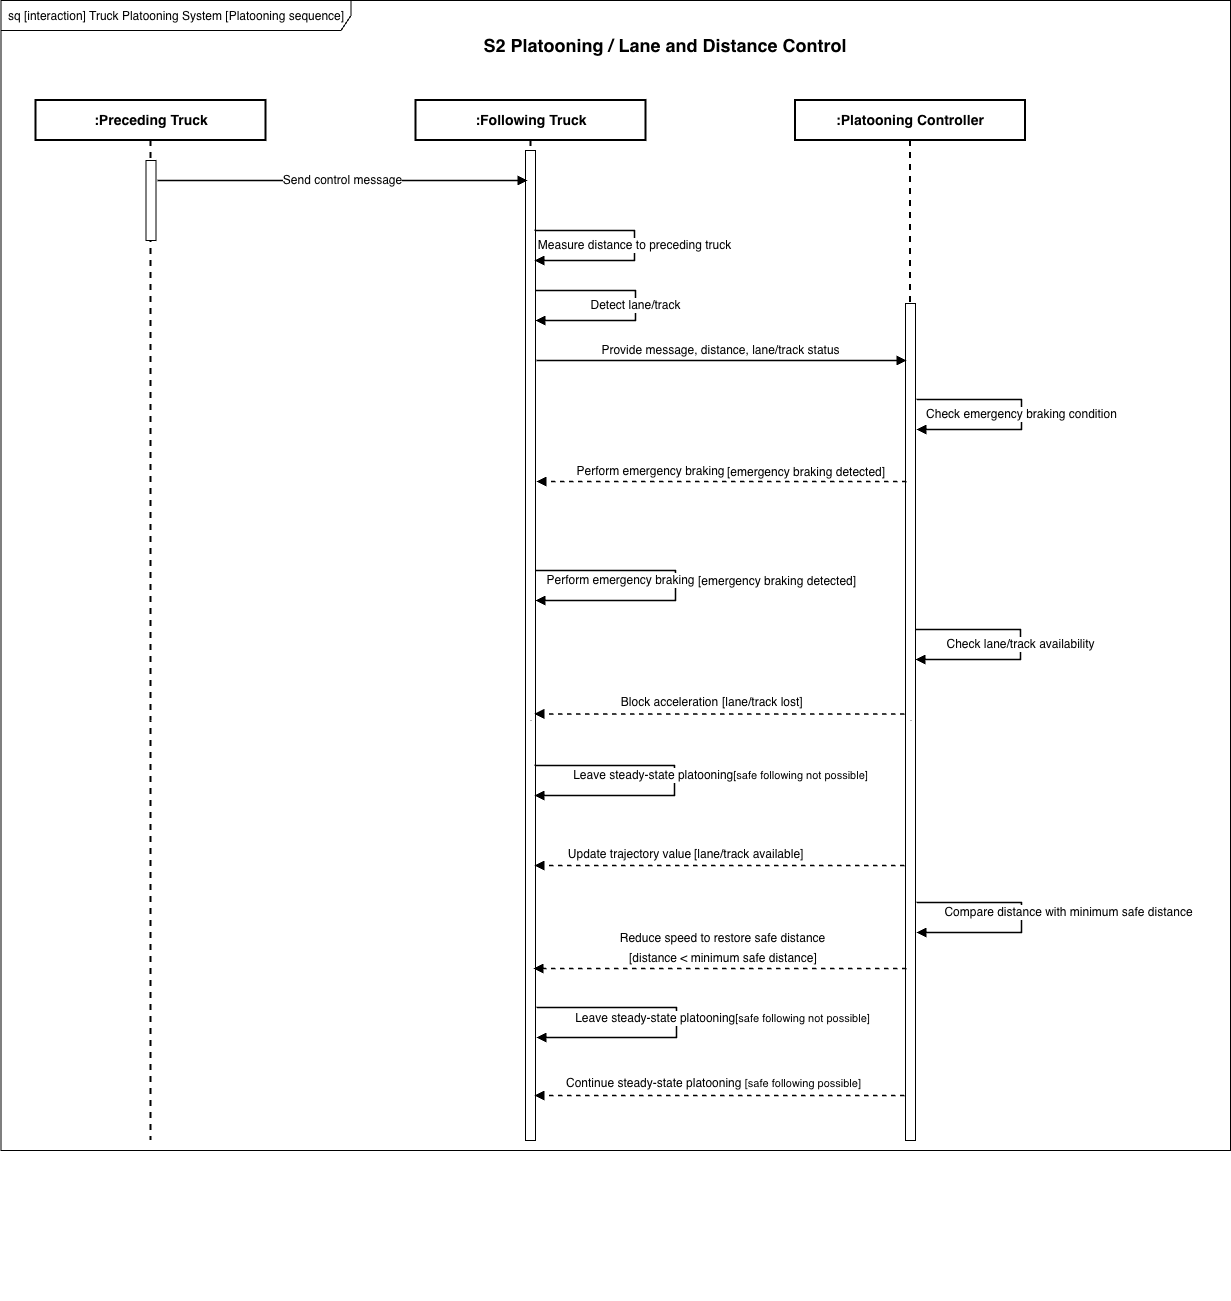 sq [interaction] Truck Platooning System [Platooning sequence]
S2 Platooning / Lane and Distance Control
:Preceding Truck
:Following Truck
:Platooning Controller
Send control message
Measure distance to preceding truck
Detect lane/track
Provide message, distance, lane/track status
Check emergency braking condition
Perform emergency braking [emergency braking detected]
Perform emergency braking [emergency braking detected]
Check lane/track availability
Block acceleration [lane/track lost]
Leave steady-state platooning[safe following not possible]
Update trajectory value [lane/track available]
Compare distance with minimum safe distance
Reduce speed to restore safe distance
[distance < minimum safe distance]
Leave steady-state platooning[safe following not possible]
Continue steady-state platooning [safe following possible]